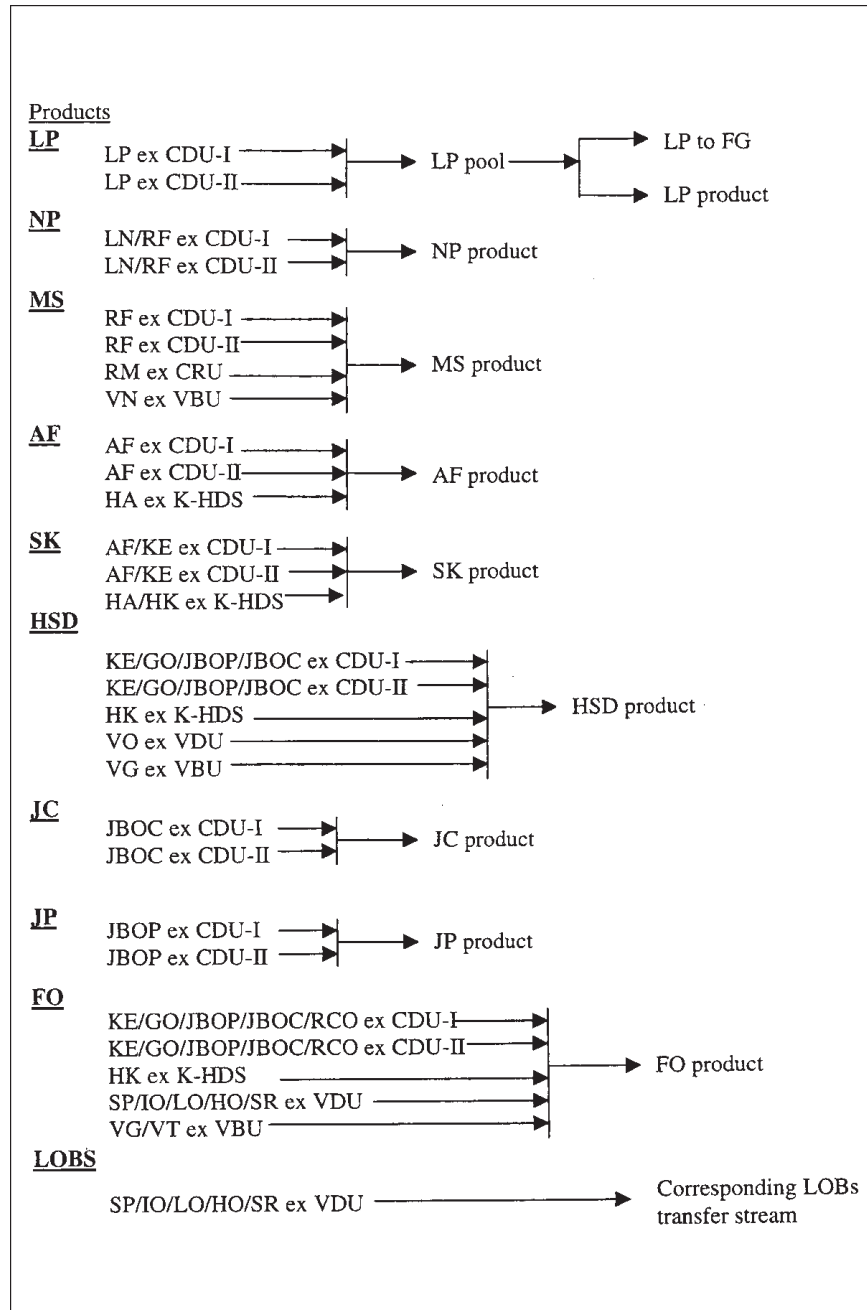 Products
LP
LP ex CDU-I
LP ex CDU-II
LP pool
LP to FG
LP product
NP
LN/RF ex CDU-I
LN/RF ex CDU-II
NP product
MS
RF ex CDU-I
RF ex CDU-II
RM ex CRU
VN ex VBU
MS product
AF
AF ex CDU-I
AF ex CDU-II
HA ex K-HDS
AF product
SK
AF/KE ex CDU-I
AF/KE ex CDU-II
HA/HK ex K-HDS
SK product
HSD
KE/GO/JBOP/JBOC ex CDU-I
KE/GO/JBOP/JBOC ex CDU-II
HK ex K-HDS
VO ex VDU
VG ex VBU
HSD product
JC
JBOC ex CDU-I
JBOC ex CDU-II
JC product
JP
JBOP ex CDU-I
JBOP ex CDU-II
JP product
FO
KE/GO/JBOP/JBOC/RCO ex CDU-I
KE/GO/JBOP/JBOC/RCO ex CDU-II
HK ex K-HDS
SP/IO/LO/HO/SR ex VDU
VG/VT ex VBU
FO product
LOBS
SP/IO/LO/HO/SR ex VDU
Corresponding LOBs
transfer stream